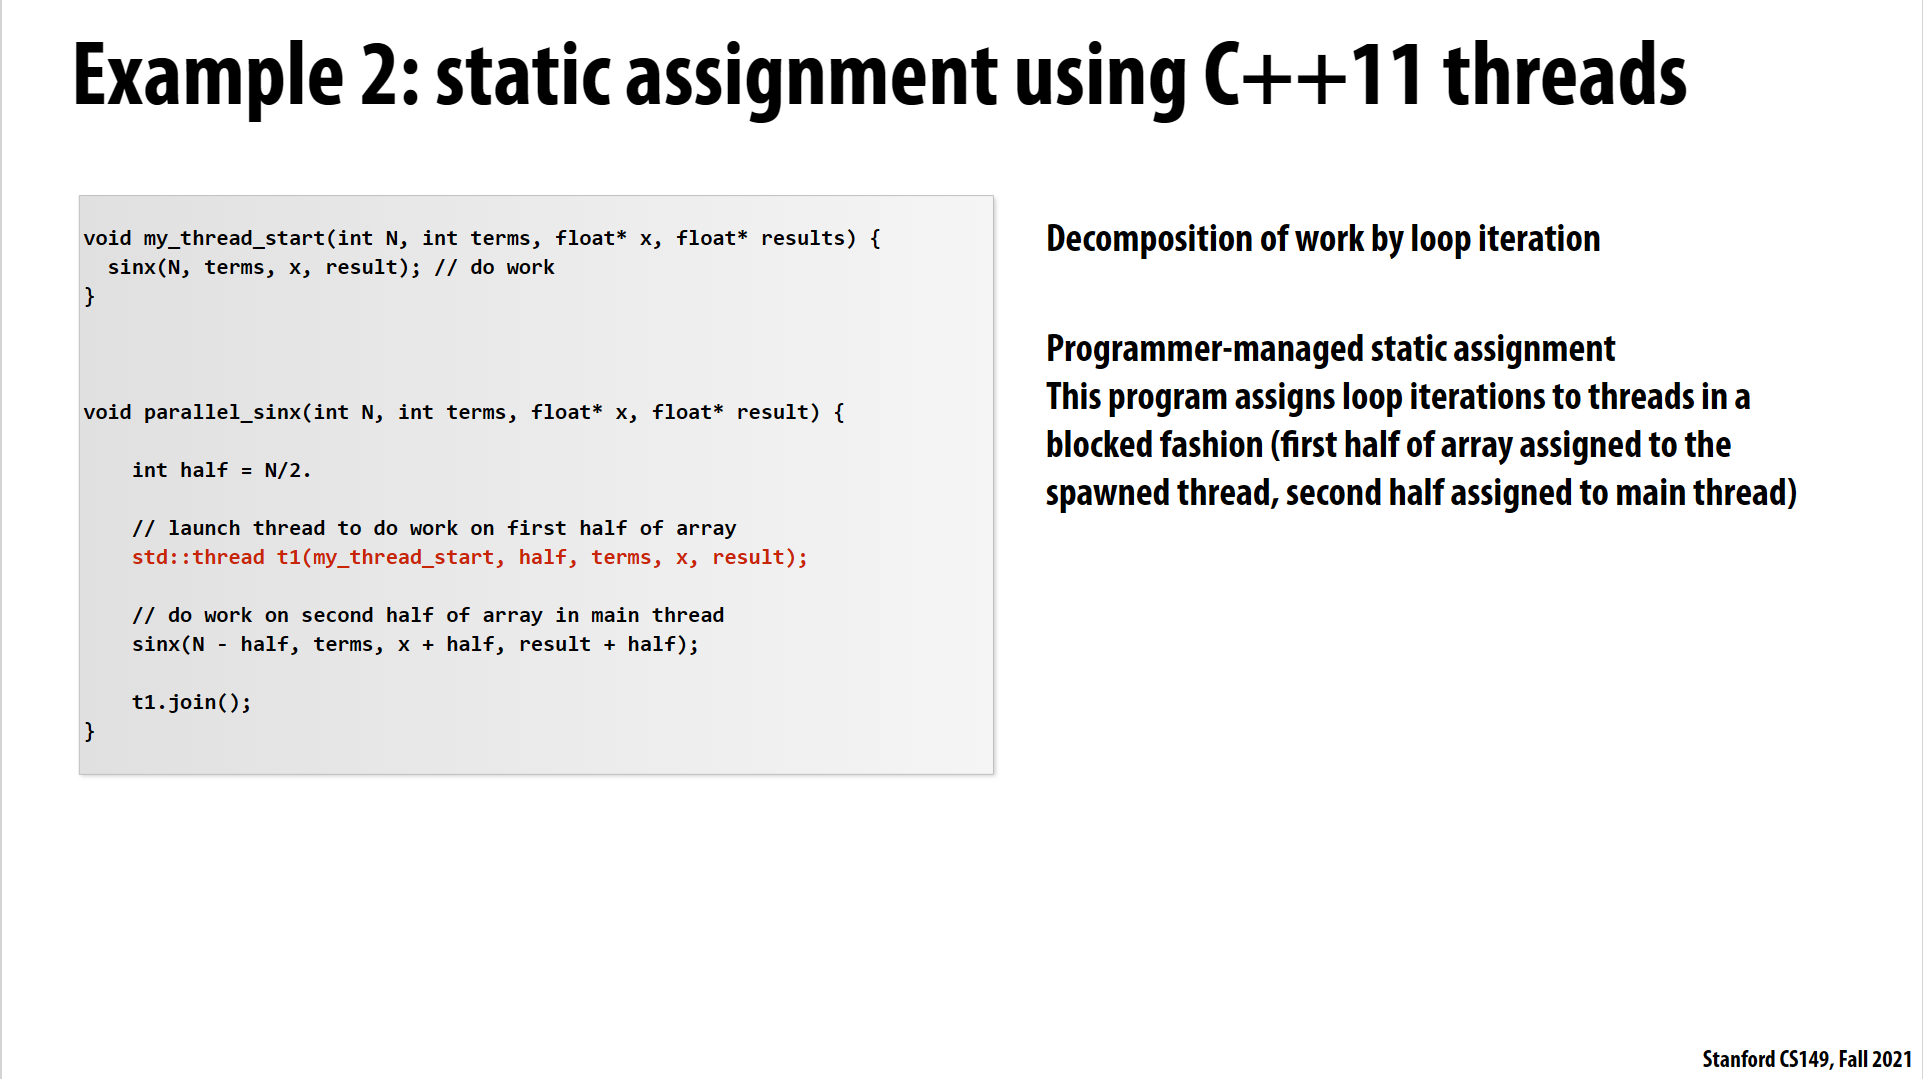 Example 2: static assignment using C++11 threads
void my_thread_start(int N, int terms, float* x, float* results) {
  sinx(N, terms, x, result); // do work
}
void parallel_sinx(int N, int terms, float* x, float* result) {
    int half = N/2.
    // launch thread to do work on first half of array
    std::thread t1(my_thread_start, half, terms, x, result);
    // do work on second half of array in main thread
    sinx(N - half, terms, x + half, result + half);
    t1.join();
}
Decomposition of work by loop iteration
Programmer-managed static assignment
This program assigns loop iterations to threads in a
blocked fashion (first half of array assigned to the
spawned thread, second half assigned to main thread)
Stanford CS149, Fall 2021